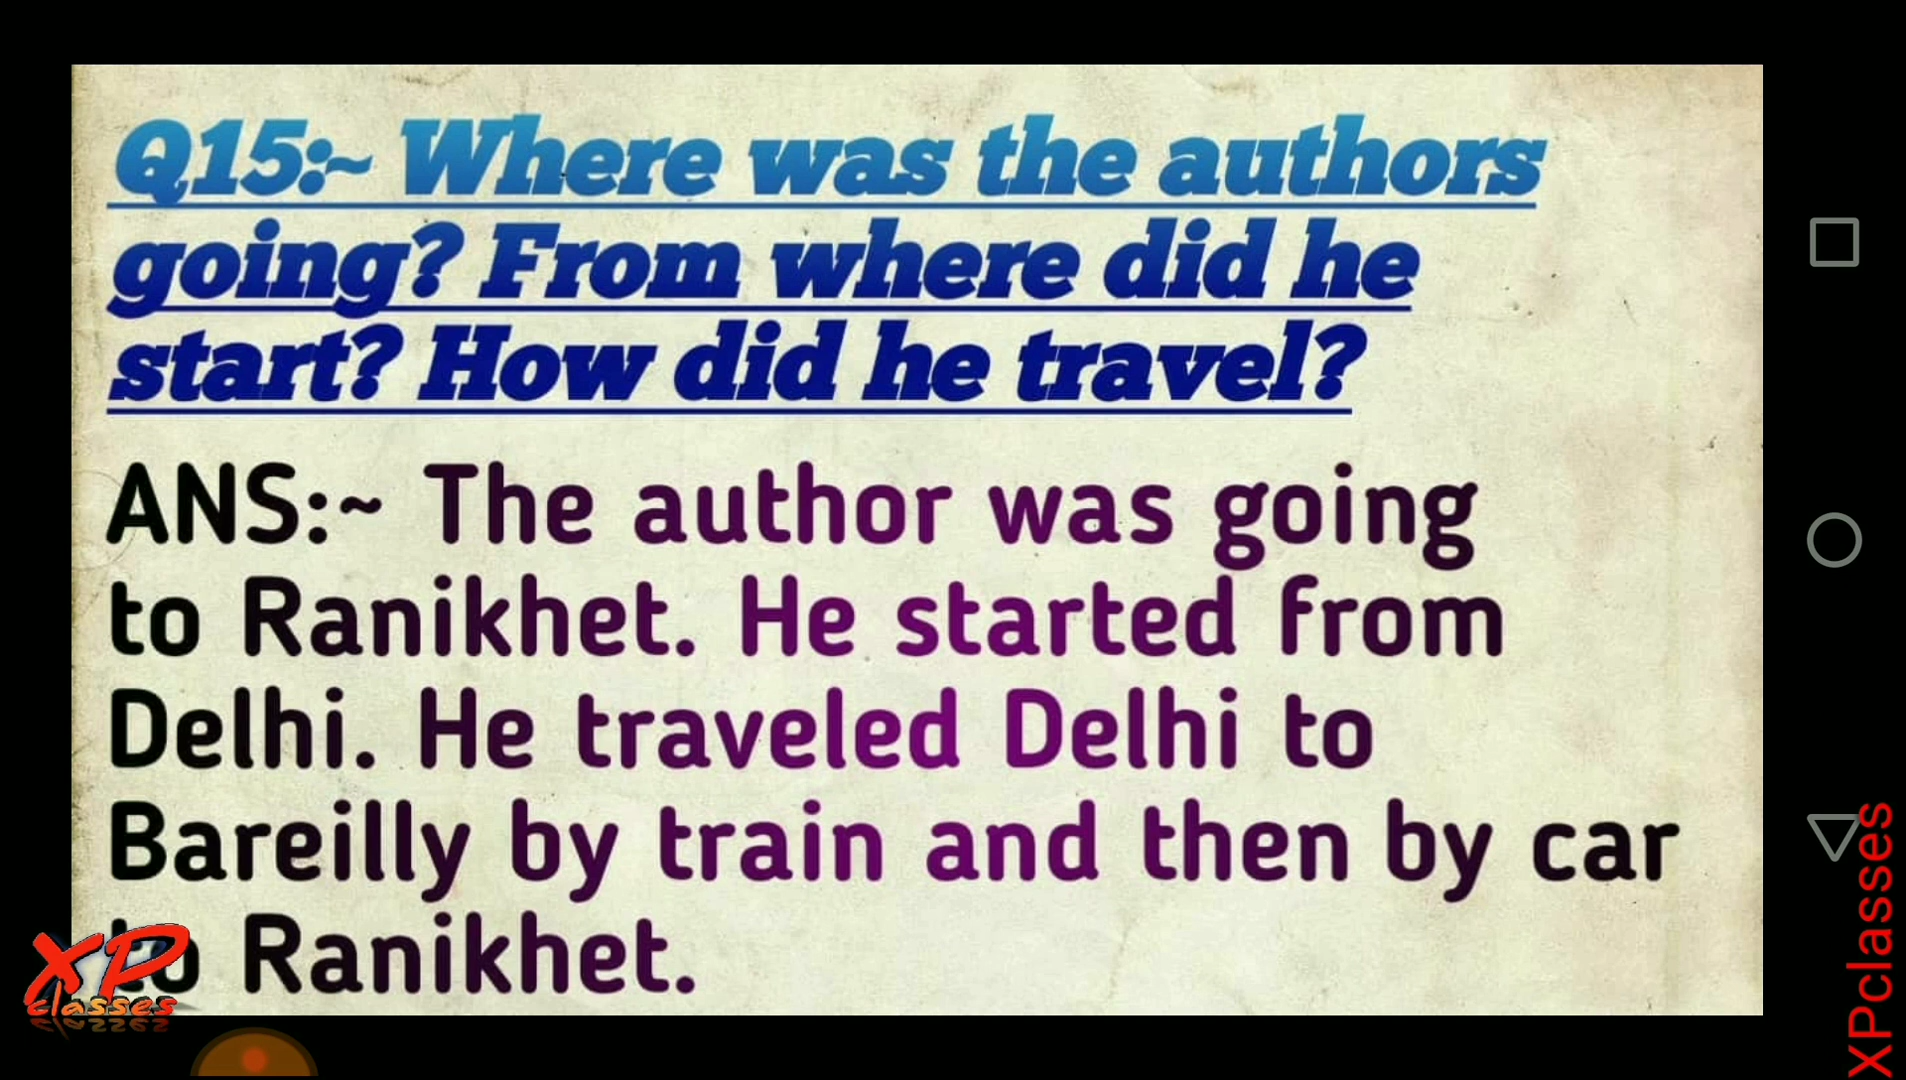 Q15:~ Where was the authors
going? From where did he
start? How did he travel?
ANS:~ The author was going
to Ranikhet. He started from
Delhi. He traveled Delhi to
Bareilly by train and then by car
to Ranikhet.
XP
classes
XPclasses